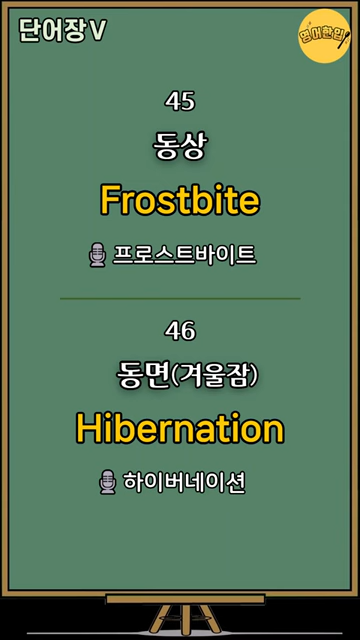 단어장 V
영어한입
45
동상
Frostbite
프로스트바이트
46
동면(겨울잠)
Hibernation
하이버네이션